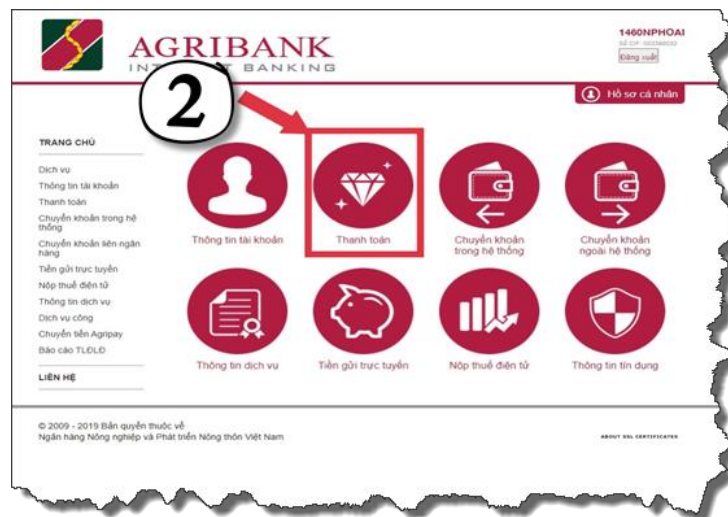 AGRIBANK
INTERNET BANKING
1460NPHOAI
Đăng xuất
Hồ sơ cá nhân
2
TRANG CHỦ
Dịch vụ
Thông tin tài khoản
Thanh toán
Chuyển khoản trong hệ
thống
Chuyển khoản liên ngân
hàng
Tiền gửi trực tuyến
Nộp thuế điện tử
Thông tin dịch vụ
Dịch vụ công
Chuyển tiền Agripay
Báo cáo TLĐLĐ
LIÊN HỆ
Thông tin tài khoản
Thanh toán
Chuyển khoản
trong hệ thống
Chuyển khoản
ngoài hệ thống
Thông tin dịch vụ
Tiền gửi trực tuyến
Nộp thuế điện tử
Thông tin tín dụng
© 2009 - 2019 Bản quyền thuộc về
Ngân hàng Nông nghiệp và Phát triển Nông thôn Việt Nam
ABOUT SSL CERTIFICATES